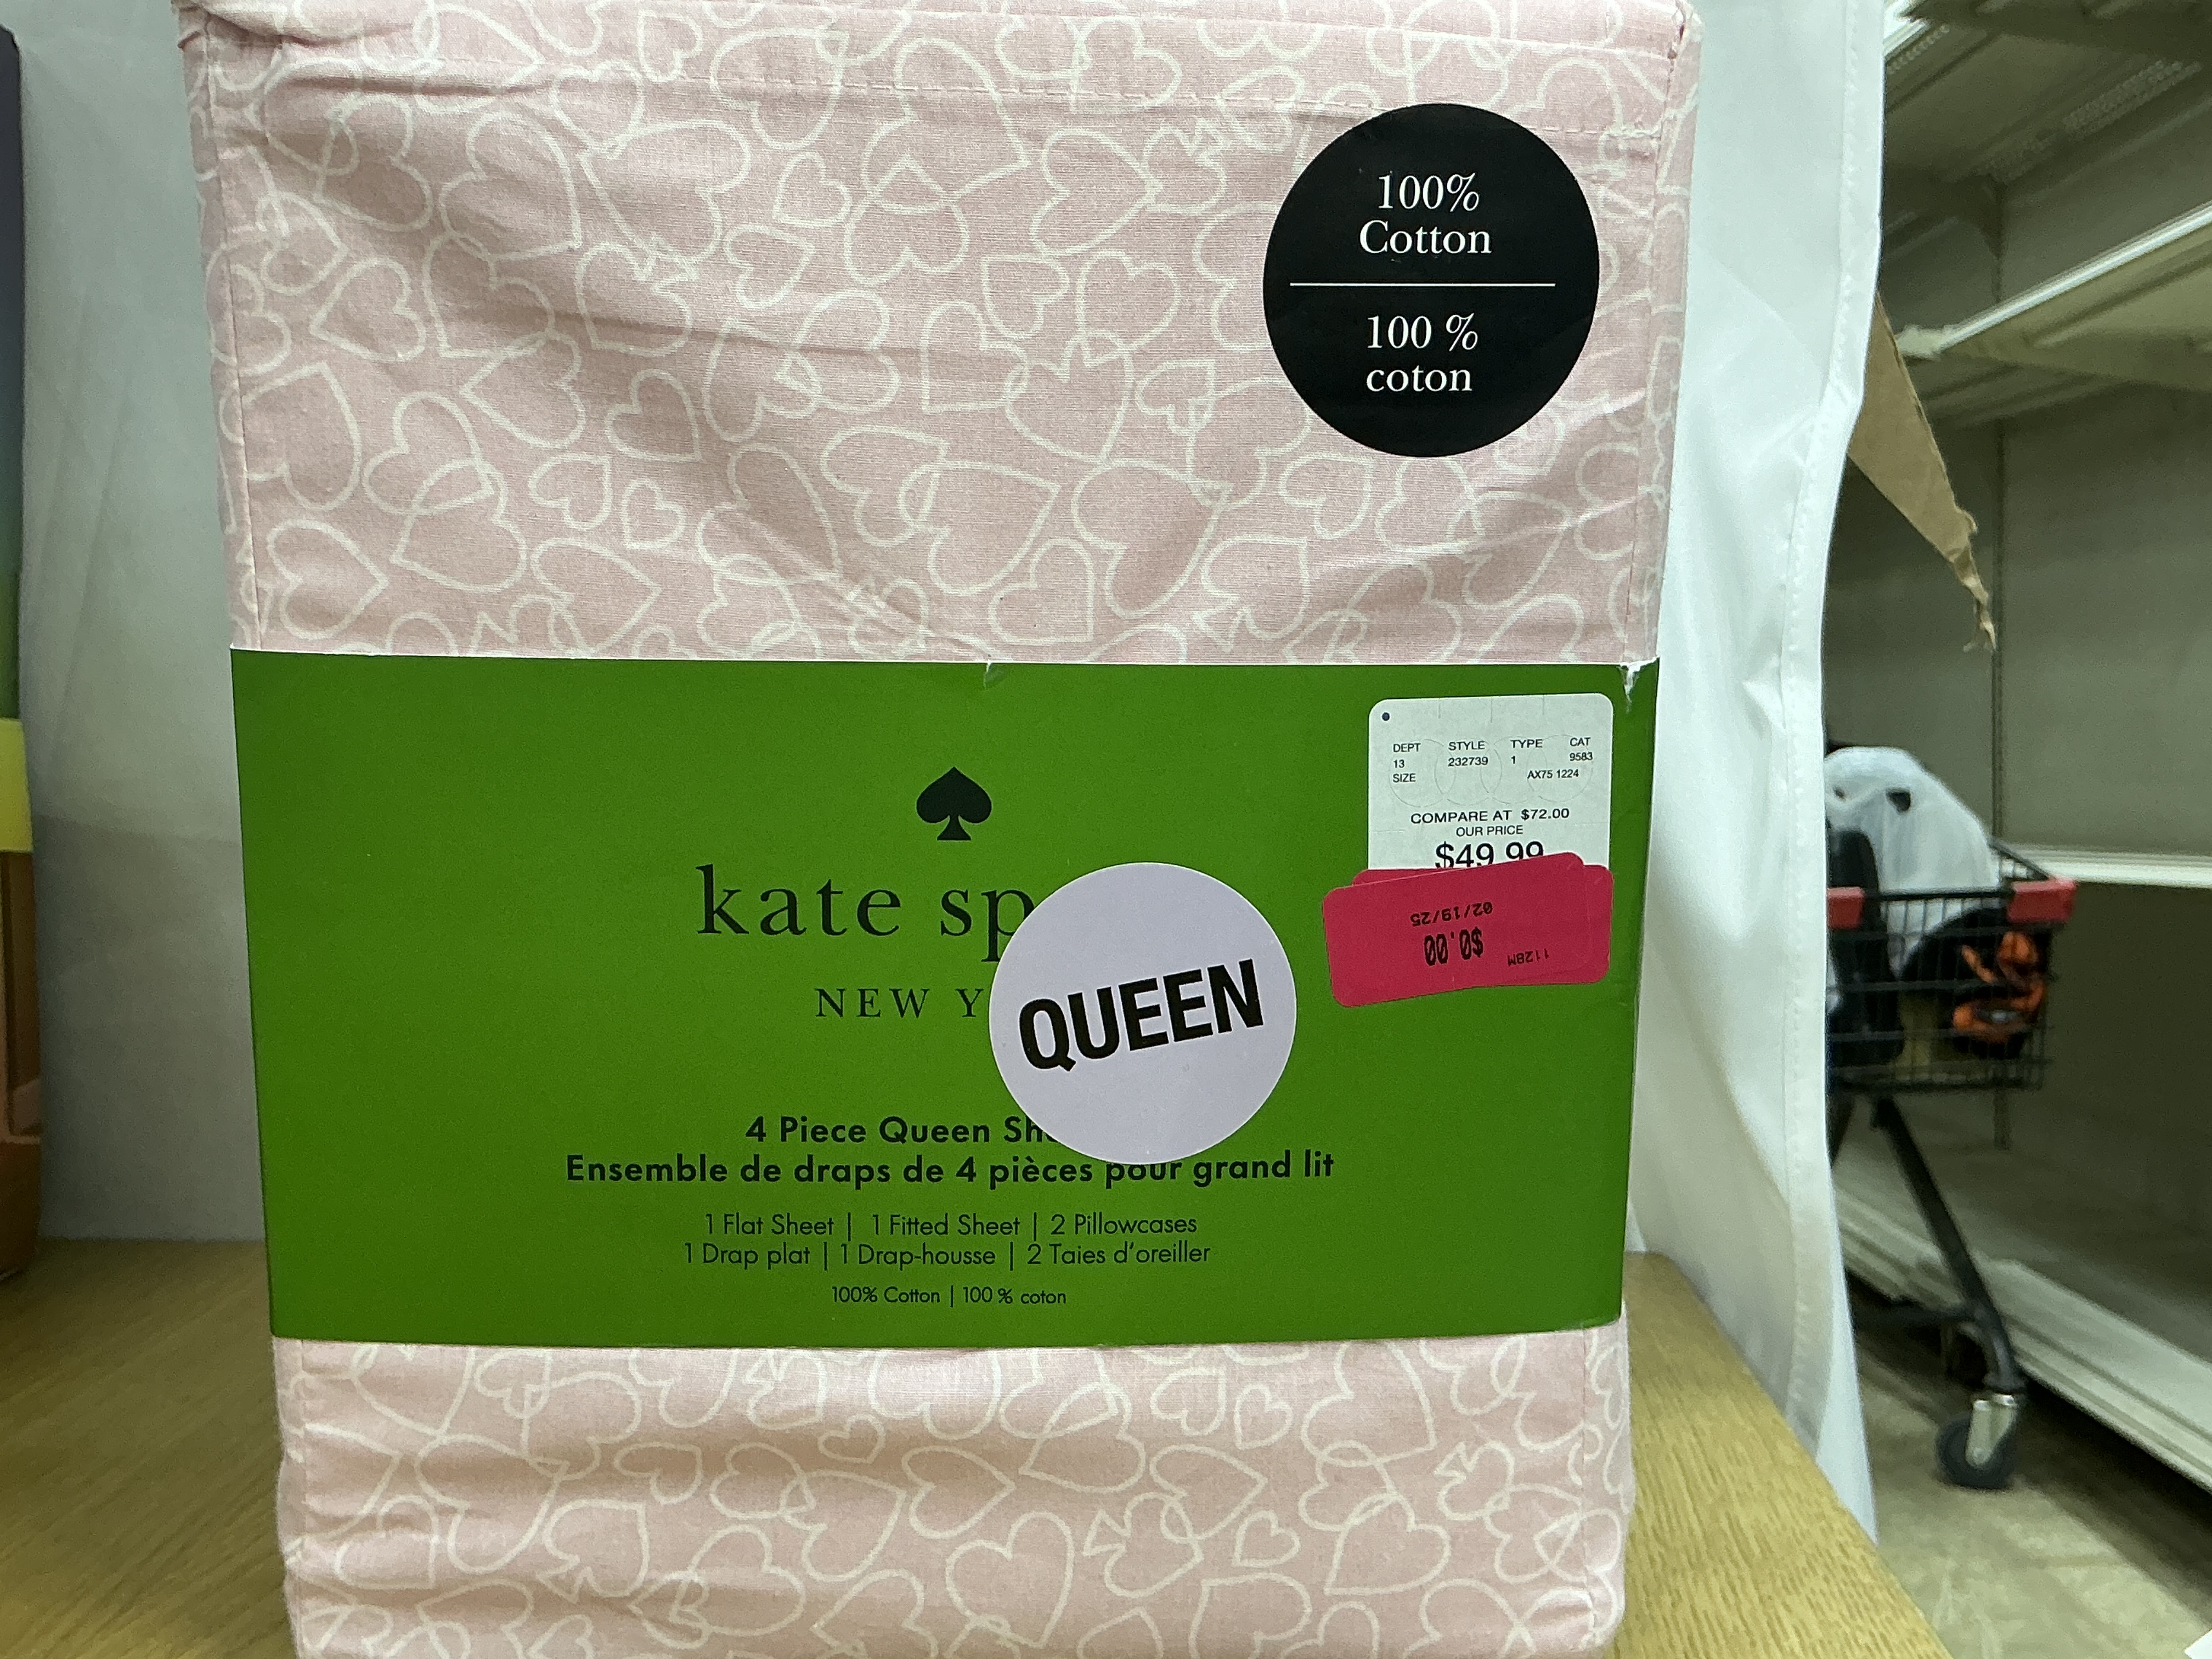 100%
Cotton
100 %
coton
DEPT STYLE TYPE CAT
13 232739 1 9583
SIZE AX75 1224
COMPARE AT $72.00
OUR PRICE
$49.99
02/19/25
$0.00
1128M
kate sp
NEW Y
QUEEN
4 Piece Queen Sh
Ensemble de draps de 4 pièces pour grand lit
1 Flat Sheet | 1 Fitted Sheet | 2 Pillowcases
1 Drap plat | 1 Drap-housse | 2 Taies d'oreiller
100% Cotton | 100 % coton